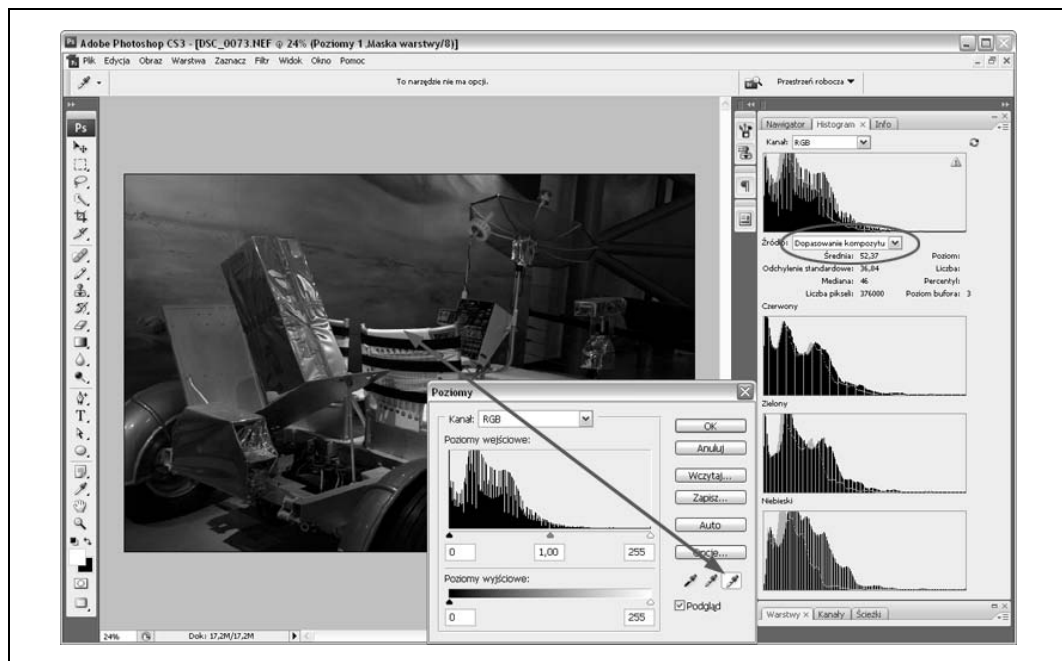 Adobe Photoshop CS3 - [DSC_0073.NEF @ 24% (Poziomy 1,Maska warstwy/8)]
Plik Edycja Obraz Warstwa Zaznacz Filtr Widok Okno Pomoc
To narzędzie nie ma opcji.
Przestrzeń robocza
Ps
Nawigator Histogram × Info
Kanał: RGB
Źródło: Dopasowanie kompozytu
Średnia: 52,37 Poziom:
Odchylenie standardowe: 36,84 Liczba:
Mediana: 46 Percentyl:
Liczba pikseli: 376000 Poziom bufora: 3
Czerwony
Zielony
Niebieski
Poziomy
Kanał: RGB
Poziomy wejściowe:
0 1,00 255
Poziomy wyjściowe:
0 255
OK
Anuluj
Wczytaj...
Zapisz...
Auto
Opcje...
Podgląd
Warstwy × Kanały Ścieżki
24% Dok: 17,2M/17,2M